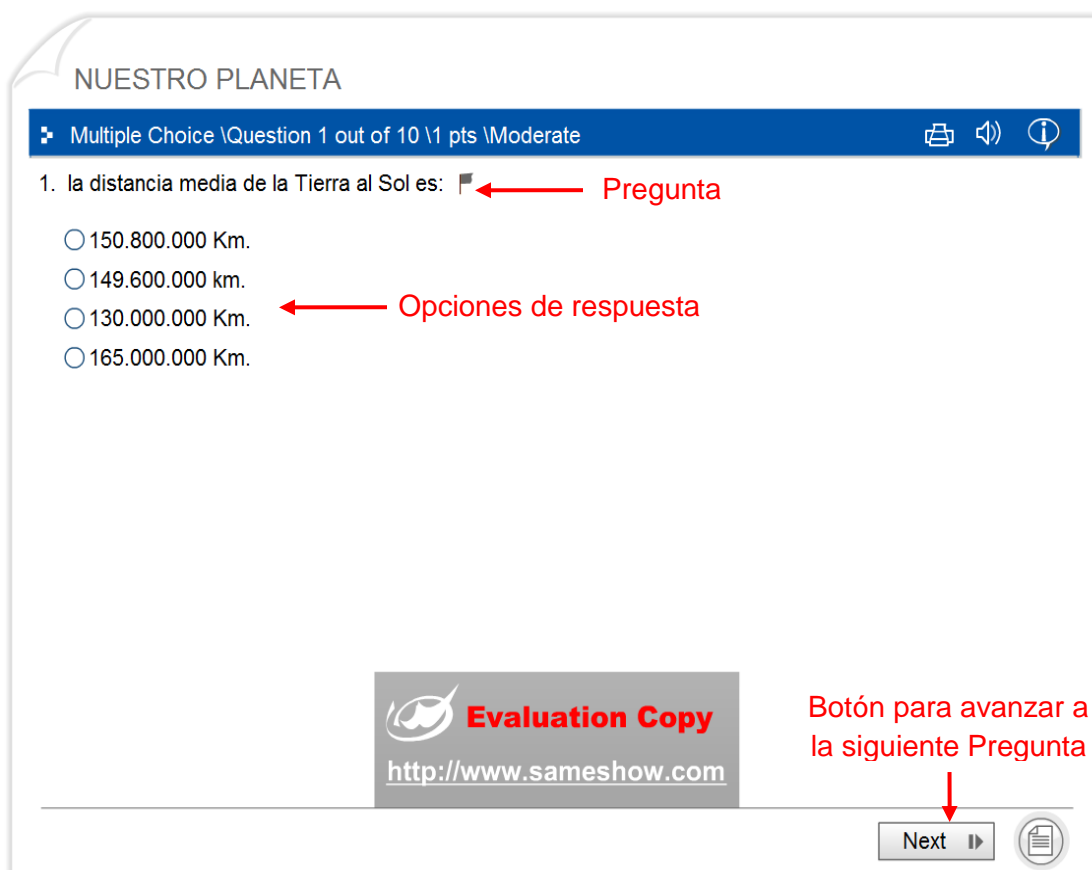 NUESTRO PLANETA
Multiple Choice \Question 1 out of 10 \1 pts \Moderate
1. la distancia media de la Tierra al Sol es:
Pregunta
150.800.000 Km.
149.600.000 km.
130.000.000 Km.
165.000.000 Km.
Opciones de respuesta
Evaluation Copy
http://www.sameshow.com
Botón para avanzar a
la siguiente Pregunta
Next